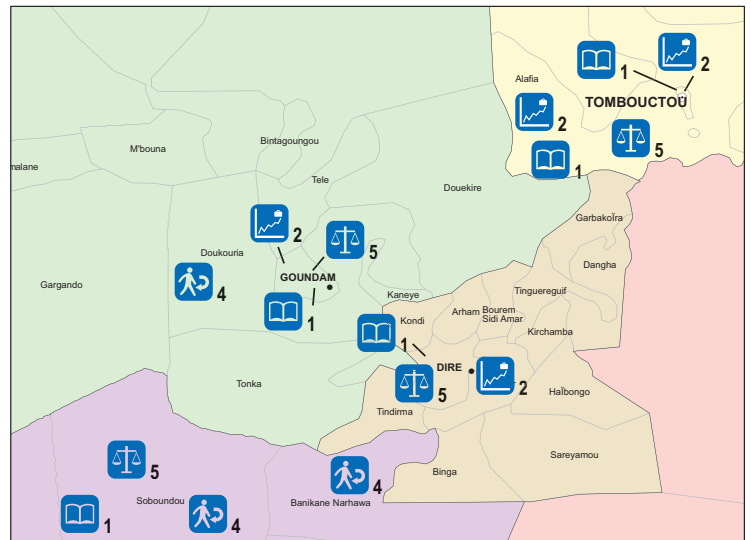 1
2
Alafia
TOMBOUCTOU
2
5
1
M'bouna
malane
Bintagoungou
Tele
Douekire
Garbakoïra
2
5
Doukouria
Dangha
GOUNDAM
Gargando
4
Tinguereguif
Kaneye
1
Arham
Bourem
Sidi Amar
Kondi
Kirchamba
1
DIRE
Tonka
2
5
Haïbongo
Tindirma
Sareyamou
5
Binga
4
Soboundou
Banikane Narhawa
1
4